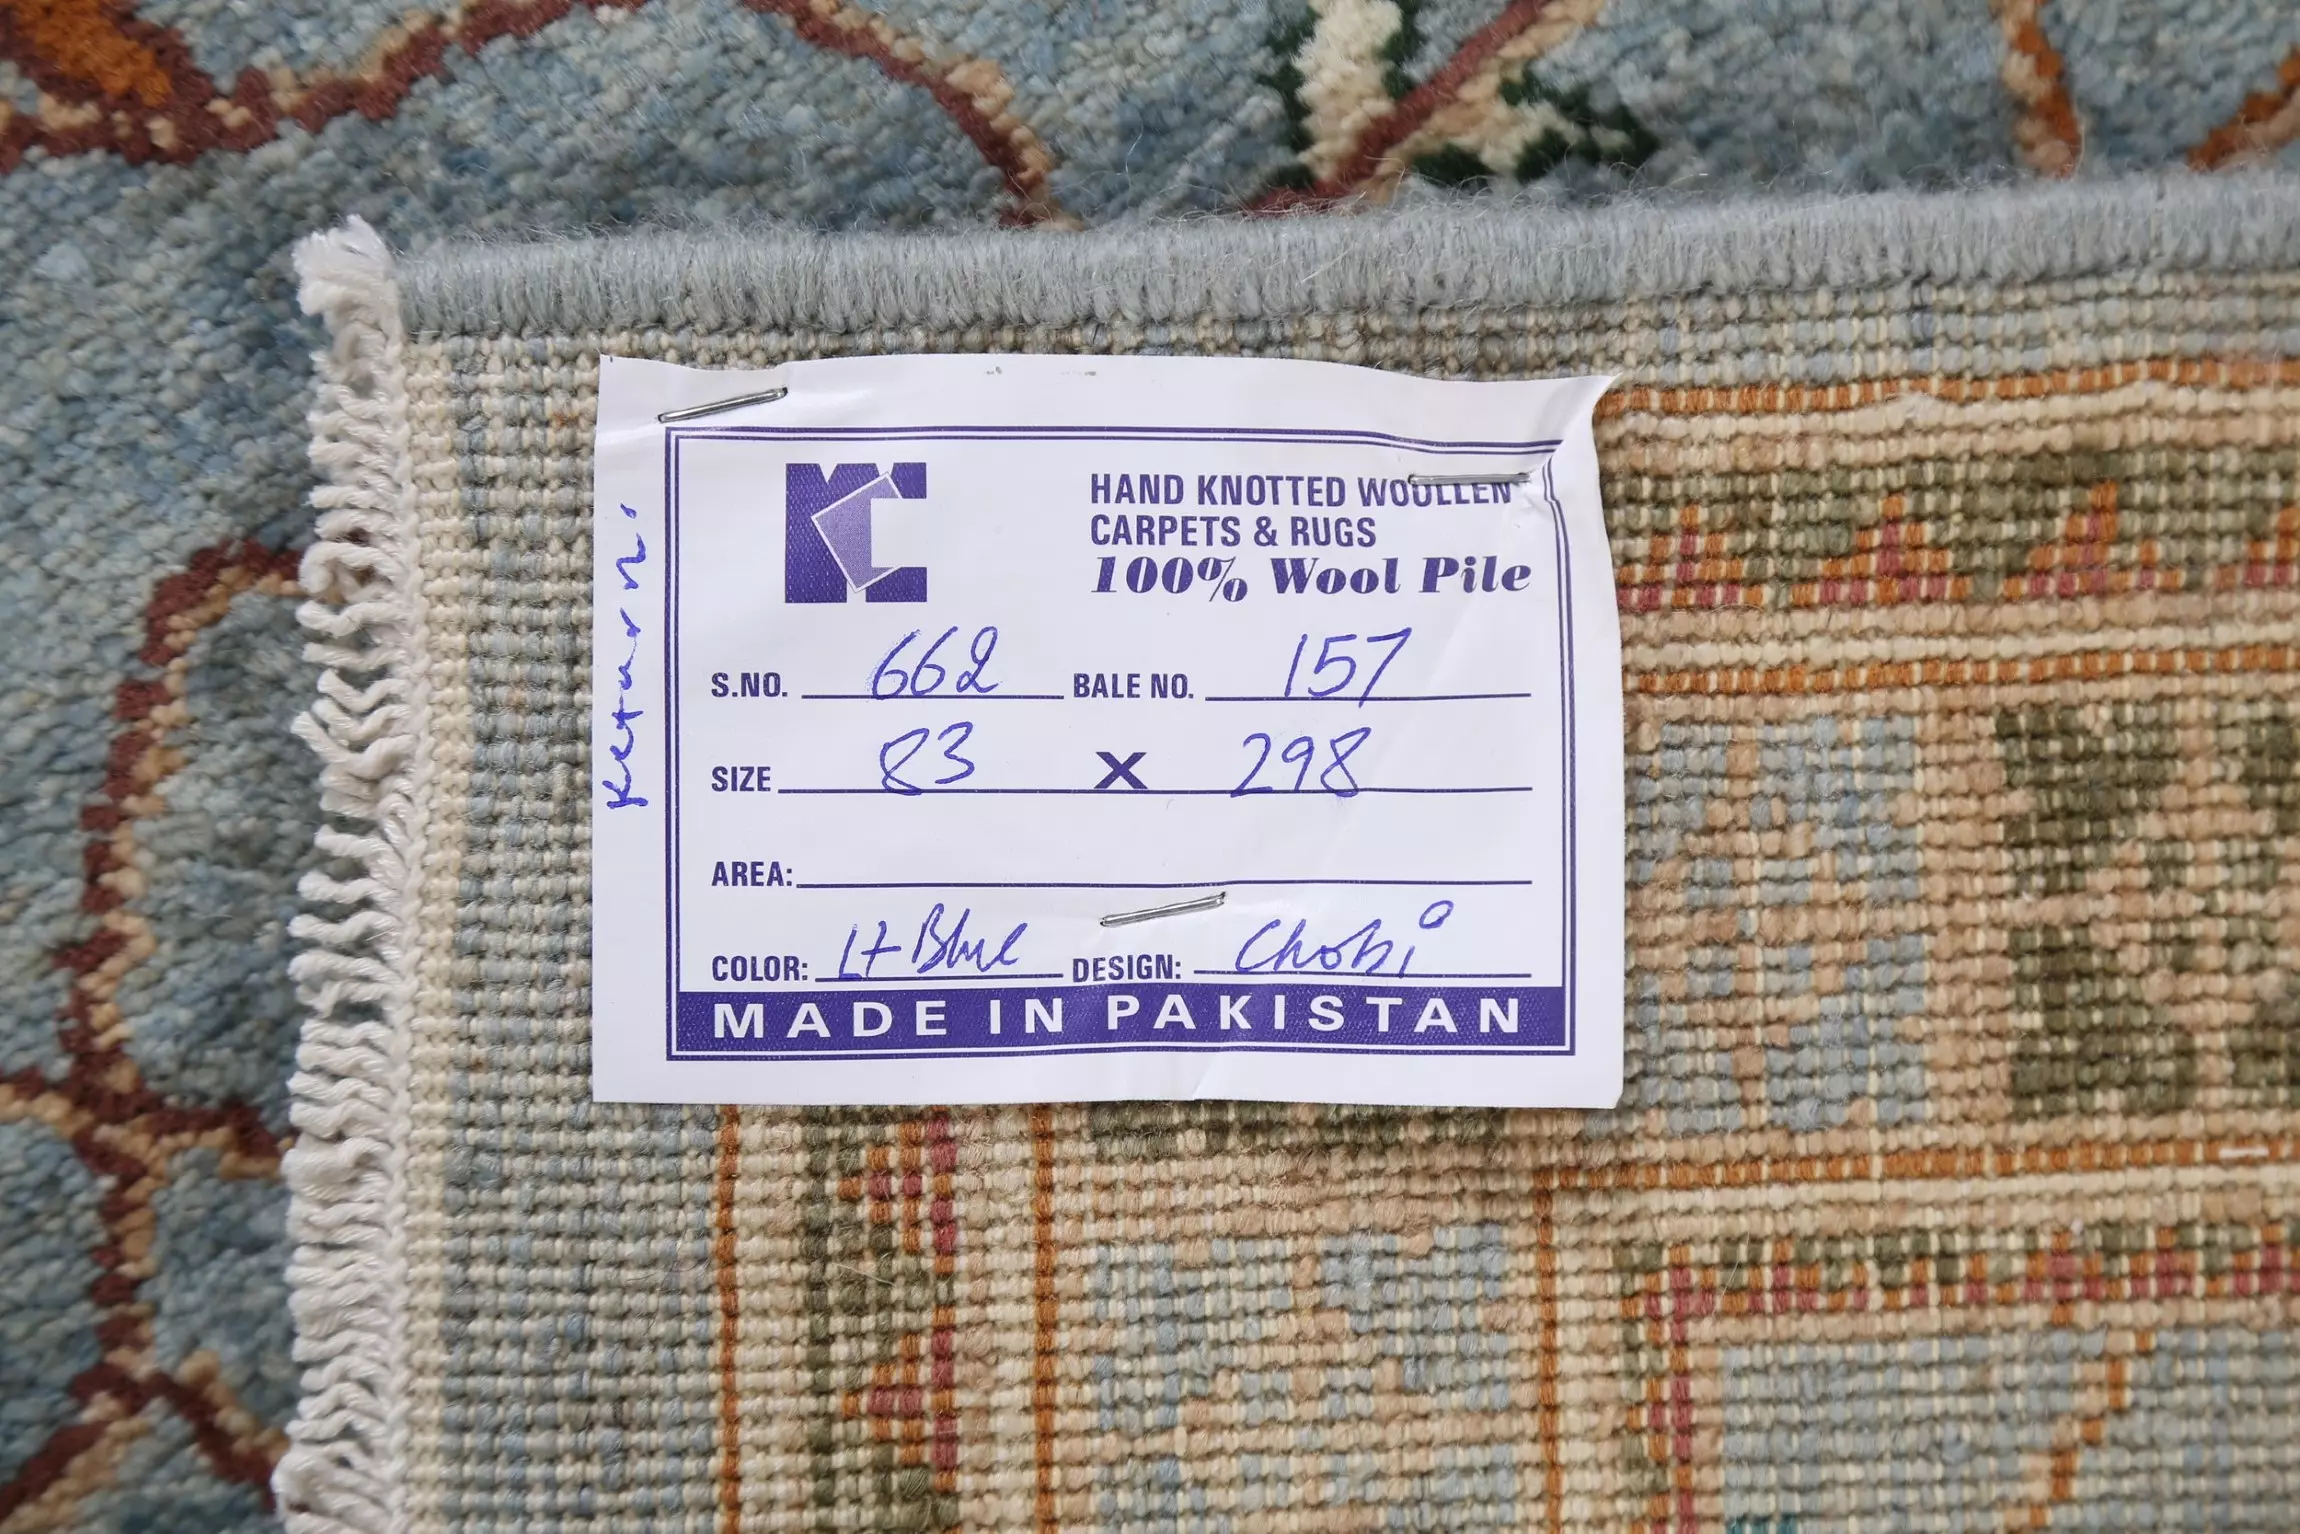 HAND KNOTTED WOOLLEN
CARPETS & RUGS
100% Wool Pile
S.NO. 662 BALE NO. 157
SIZE 83 X 298
AREA:
COLOR: Lt Blue DESIGN: Chobi
MADE IN PAKISTAN
Return.